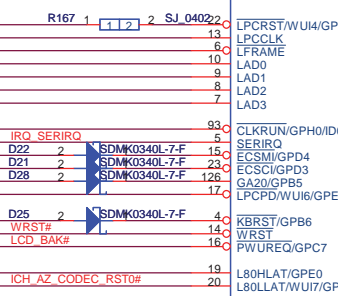 R167 1 1 2 2 SJ_0402 22 LPCRST/WUI4/GP
13 LPCCLK
6 LFRAME
10 LAD0
9 LAD1
8 LAD2
7 LAD3
93 CLKRUN/GPH0/ID
IRQ_SERIRQ 5 SERIRQ
D22 2 SDMK0340L-7-F 15 ECSMI/GPD4
D21 2 23 ECSCI/GPD3
D28 2 SDMK0340L-7-F 126 GA20/GPB5
17 LPCPD/WUI6/GPE
D25 2 SDMK0340L-7-F 4 KBRST/GPB6
WRST# 14 WRST
LCD_BAK# 16 PWUREQ/GPC7
19 L80HLAT/GPE0
ICH_AZ_CODEC_RST0# 20 L80LLAT/WUI7/GP